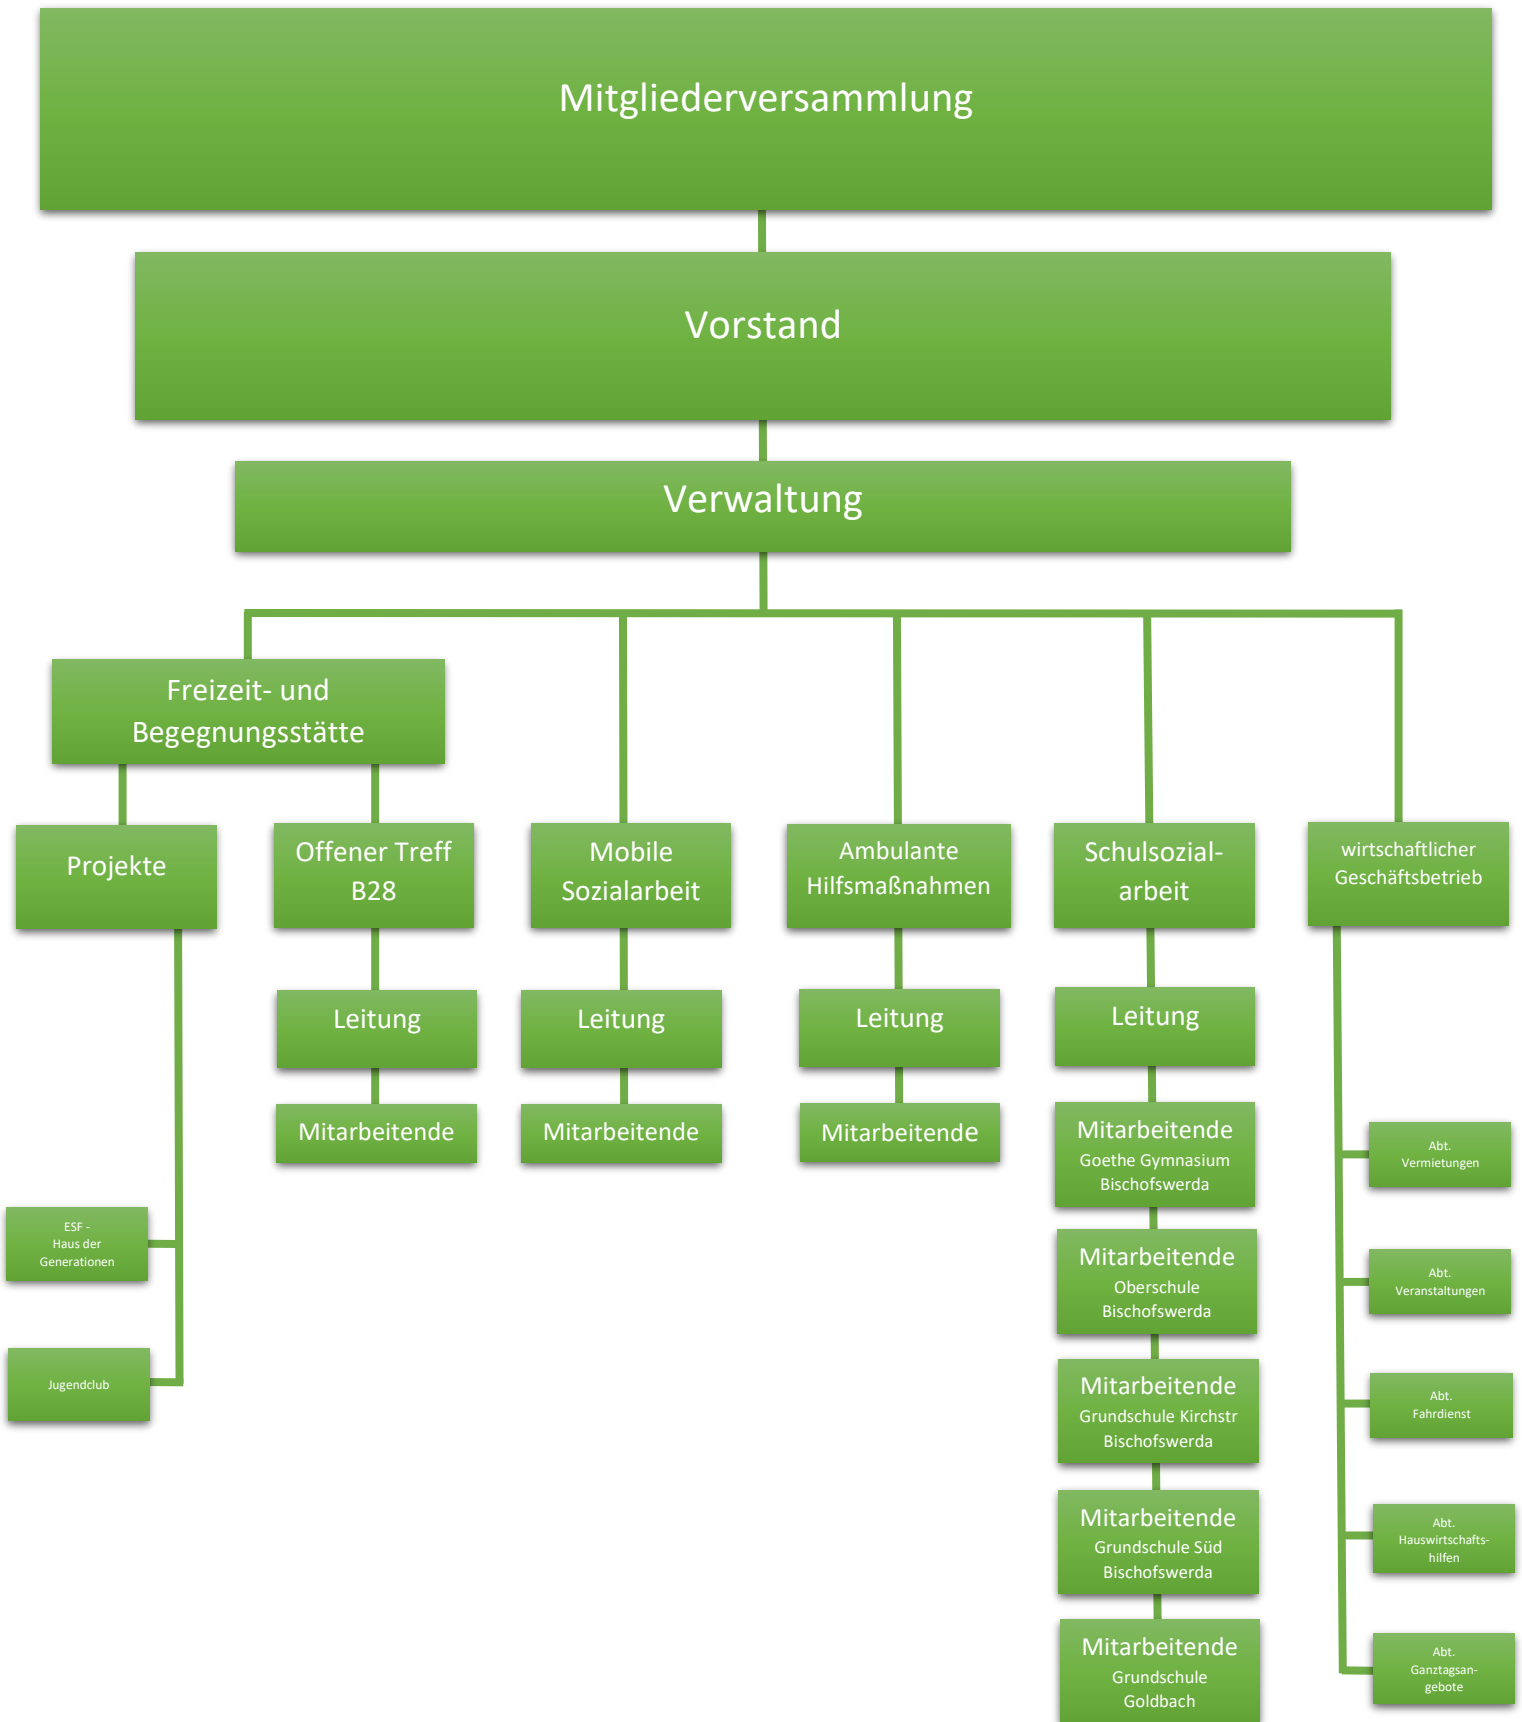 Mitgliederversammlung
Vorstand
Verwaltung
Freizeit- und
Begegnungsstätte
Projekte
Offener Treff
B28
Mobile
Sozialarbeit
Ambulante
Hilfsmaßnahmen
Schulsozial-
arbeit
wirtschaftlicher
Geschäftsbetrieb
Leitung
Leitung
Leitung
Leitung
Mitarbeitende
Mitarbeitende
Mitarbeitende
Mitarbeitende
Goethe Gymnasium
Bischofswerda
Mitarbeitende
Oberschule
Bischofswerda
Mitarbeitende
Grundschule Kirchstr
Bischofswerda
Mitarbeitende
Grundschule Süd
Bischofswerda
Mitarbeitende
Grundschule
Goldbach
ESF -
Haus der
Generationen
Jugendclub
Abt.
Vermietungen
Abt.
Veranstaltungen
Abt.
Fahrdienst
Abt.
Hauswirtschafts-
hilfen
Abt.
Ganztagsan-
gebote